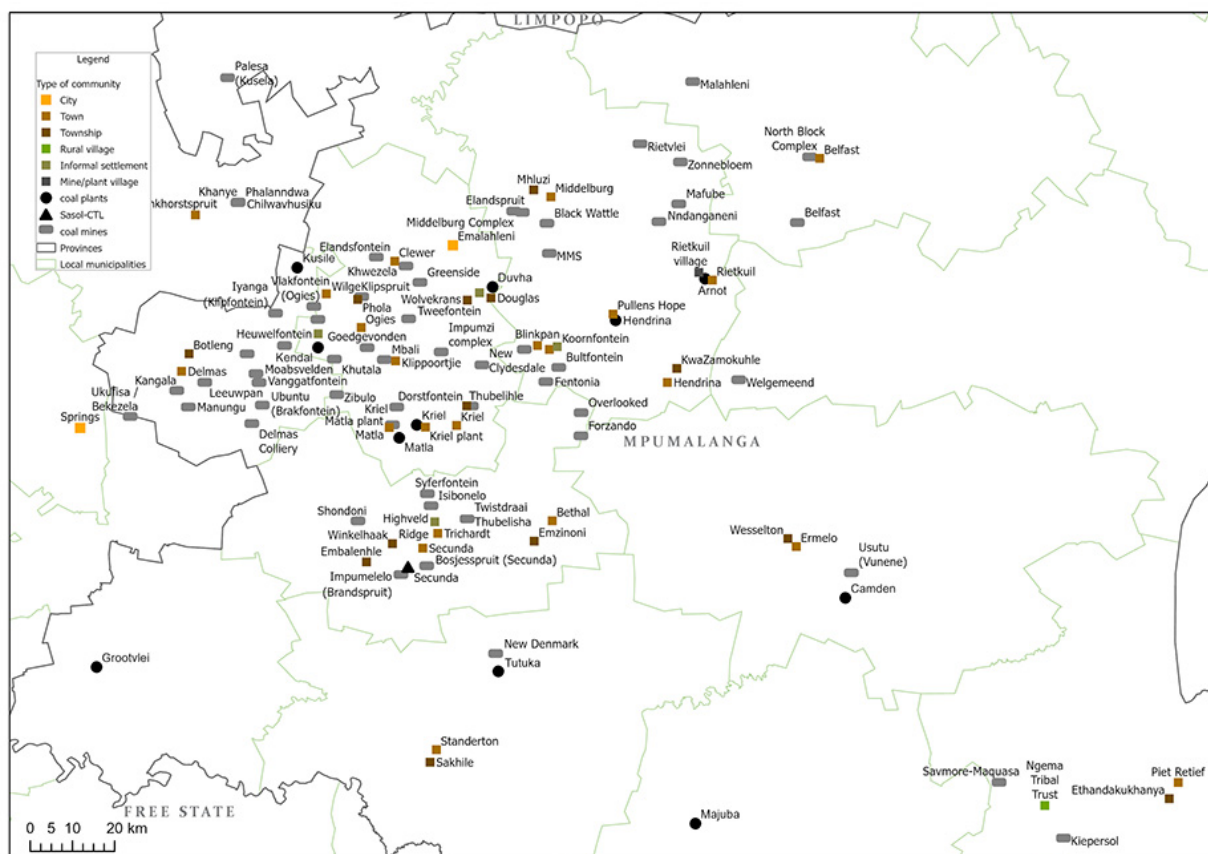 LIMPOPO
Legend
Type of community
City
Town
Township
Rural village
Informal settlement
Mine/plant village
coal plants
Sasol-CTL
coal mines
Provinces
Local municipalities
Palesa
(Kusela)
Malahleni
North Block
Complex
Belfast
Rietvlei
Zonnebloem
Khanye
Phalanndwa
Chilwavhusiku
nkhorstspruit
Mhluzi
Middelburg
Elandspruit
Black Wattle
Mafube
Nndanganeni
Belfast
Middelburg Complex
Emalahleni
MMS
Elandsfontein
Clewer
Kusile
Khwezela
Greenside
Duvha
Rietkuil
village
Rietkuil
Arnot
Iyanga
(Klipfontein)
Vlakfontein
(Ogies)
Wilge
Klipspruit
Phola
Ogies
Wolvekrans
Douglas
Tweefontein
Pullens Hope
Hendrina
Heuwelfontein
Goedgevonden
Impumzi
complex
Blinkpan
Koornfontein
Bultfontein
Botleng
Kendal
Mbali
Klippoortjie
New
Clydesdale
KwaZamokuhle
Delmas
Moabsvelden
Khutala
Vanggatfontein
Fentonia
Hendrina
Welgemeend
Kangala
Leeuwpan
Ukufisa/
Bekezela
Manungu
Ubuntu
(Brakfontein)
Zibulo
Dorstfontein
Thubelihle
Overlooked
Springs
Kriel
Matla plant
Matla
Kriel
Kriel
Kriel plant
Matla
Forzando
Delmas
Colliery
MPUMALANGA
Syferfontein
Isibonelo
Shondoni
Highveld
Twistdraai
Thubelisha
Bethal
Winkelhaak
Ridge
Trichardt
Emzinoni
Wesselton
Ermelo
Embalenhle
Secunda
Bosjesspruit (Secunda)
Usutu
(Vunene)
Impumelelo
(Brandspruit)
Secunda
Camden
New Denmark
Grootvlei
Tutuka
Standerton
Sakhile
Savmore-Maquasa
Ngema
Tribal
Trust
Piet Retief
Ethandakukhanya
FREE STATE
Majuba
Kiepersol
0 5 10 20 km